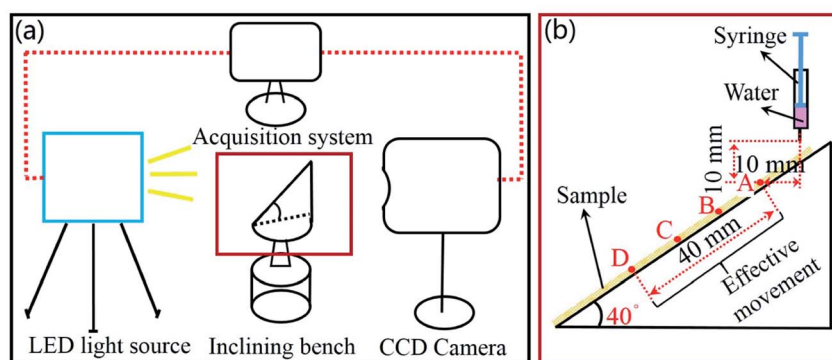 (a)
Acquisition system
LED light source
Inclining bench
CCD Camera
(b)
Syringe
Water
10 mm
10 mm
A
Sample
B
C
40 mm
D
Effective
movement
40°